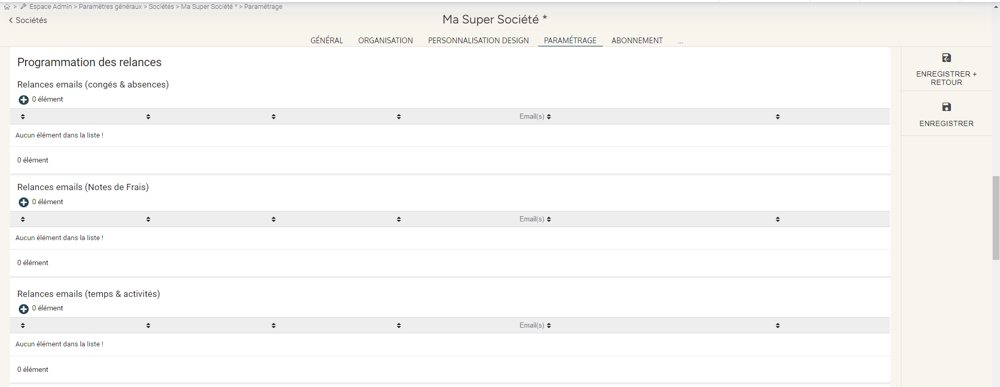 > Espace Admin > Paramètres généraux > Sociétés > Ma Super Société * > Paramétrage
Sociétés
Ma Super Société *
GÉNÉRAL ORGANISATION PERSONNALISATION DESIGN PARAMÉTRAGE ABONNEMENT ...
Programmation des relances
Relances emails (congés & absences)
0 élément
Email(s)
Aucun élément dans la liste !
0 élément
Relances emails (Notes de Frais)
0 élément
Email(s)
Aucun élément dans la liste !
0 élément
Relances emails (temps & activités)
0 élément
Email(s)
Aucun élément dans la liste !
0 élément
ENREGISTRER +
RETOUR
ENREGISTRER